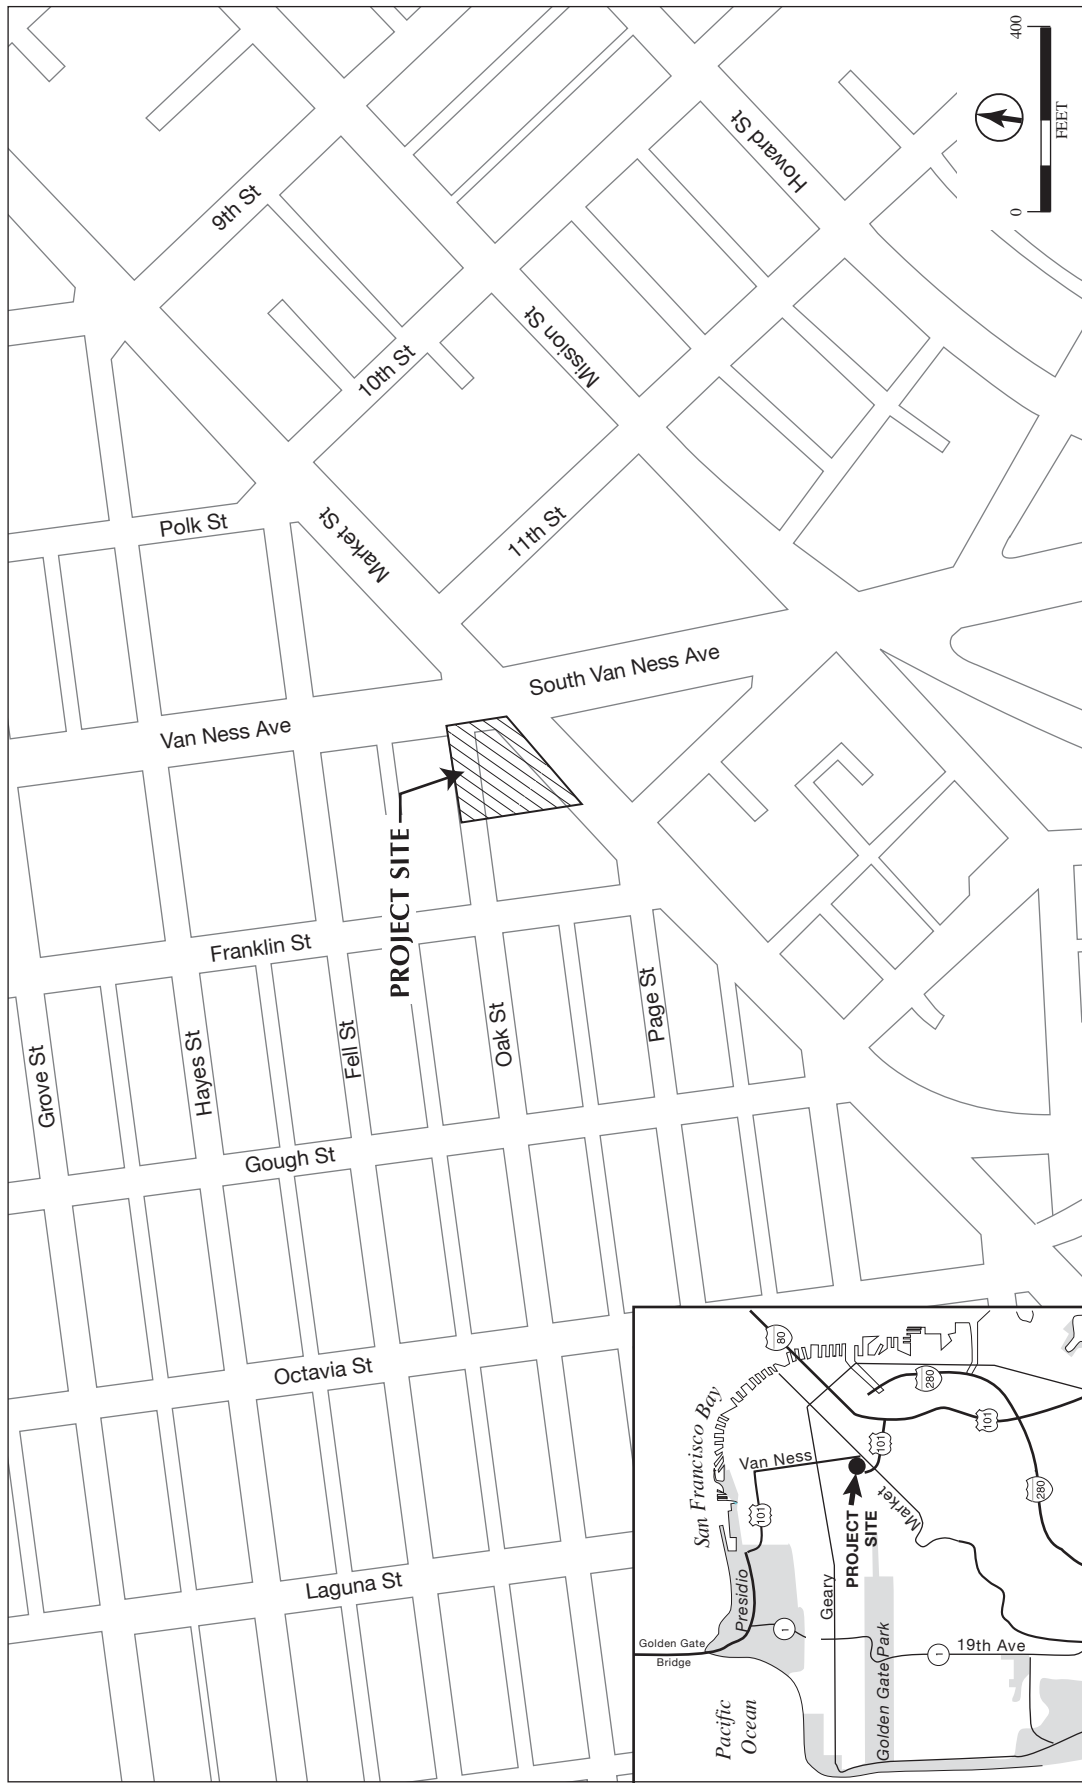 Grove St
Hayes St
Fell St
Oak St
Page St
Laguna St
Octavia St
Gough St
Franklin St
Van Ness Ave
Polk St
South Van Ness Ave
Market St
Mission St
Howard St
9th St
10th St
11th St
PROJECT SITE
0
400
FEET
San Francisco Bay
Pacific
Ocean
Golden Gate
Bridge
Presidio
Golden Gate Park
Geary
Van Ness
Market
19th Ave
PROJECT
SITE
101
80
280
101
101
280
1
1